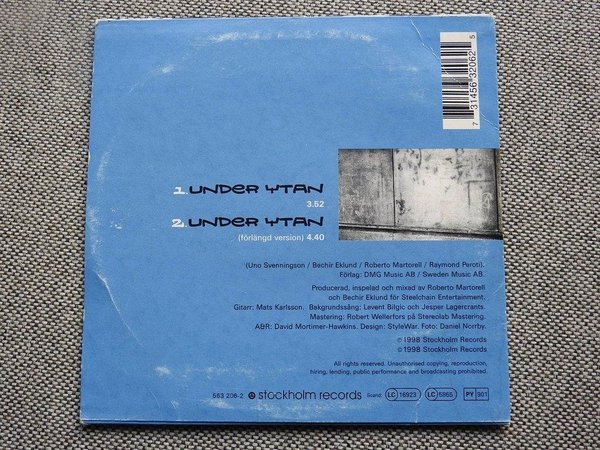 7 31456 32062 5
1. UNDER YTAN
3.52
2. UNDER YTAN
(förlängd version) 4.40
(Uno Svenningson / Bechir Eklund / Roberto Martorell / Raymond Peroti).
Förlag: DMG Music AB / Sweden Music AB.
Producerad, inspelad och mixad av Roberto Martorell
och Bechir Eklund för Steelchain Entertainment.
Gitarr: Mats Karlsson. Bakgrundssång: Levent Bilgic och Jesper Lagercrants.
Mastering: Robert Wellerfors på Stereolab Mastering.
A&R: David Mortimer-Hawkins. Design: StyleWar. Foto: Daniel Norrby.
℗ 1998 Stockholm Records
© 1998 Stockholm Records
All rights reserved. Unauthorised copying, reproduction,
hiring, lending, public performance and broadcasting prohibited.
563 206-2 stockholm records Scand: LC 16923 LC 5865 PY 901